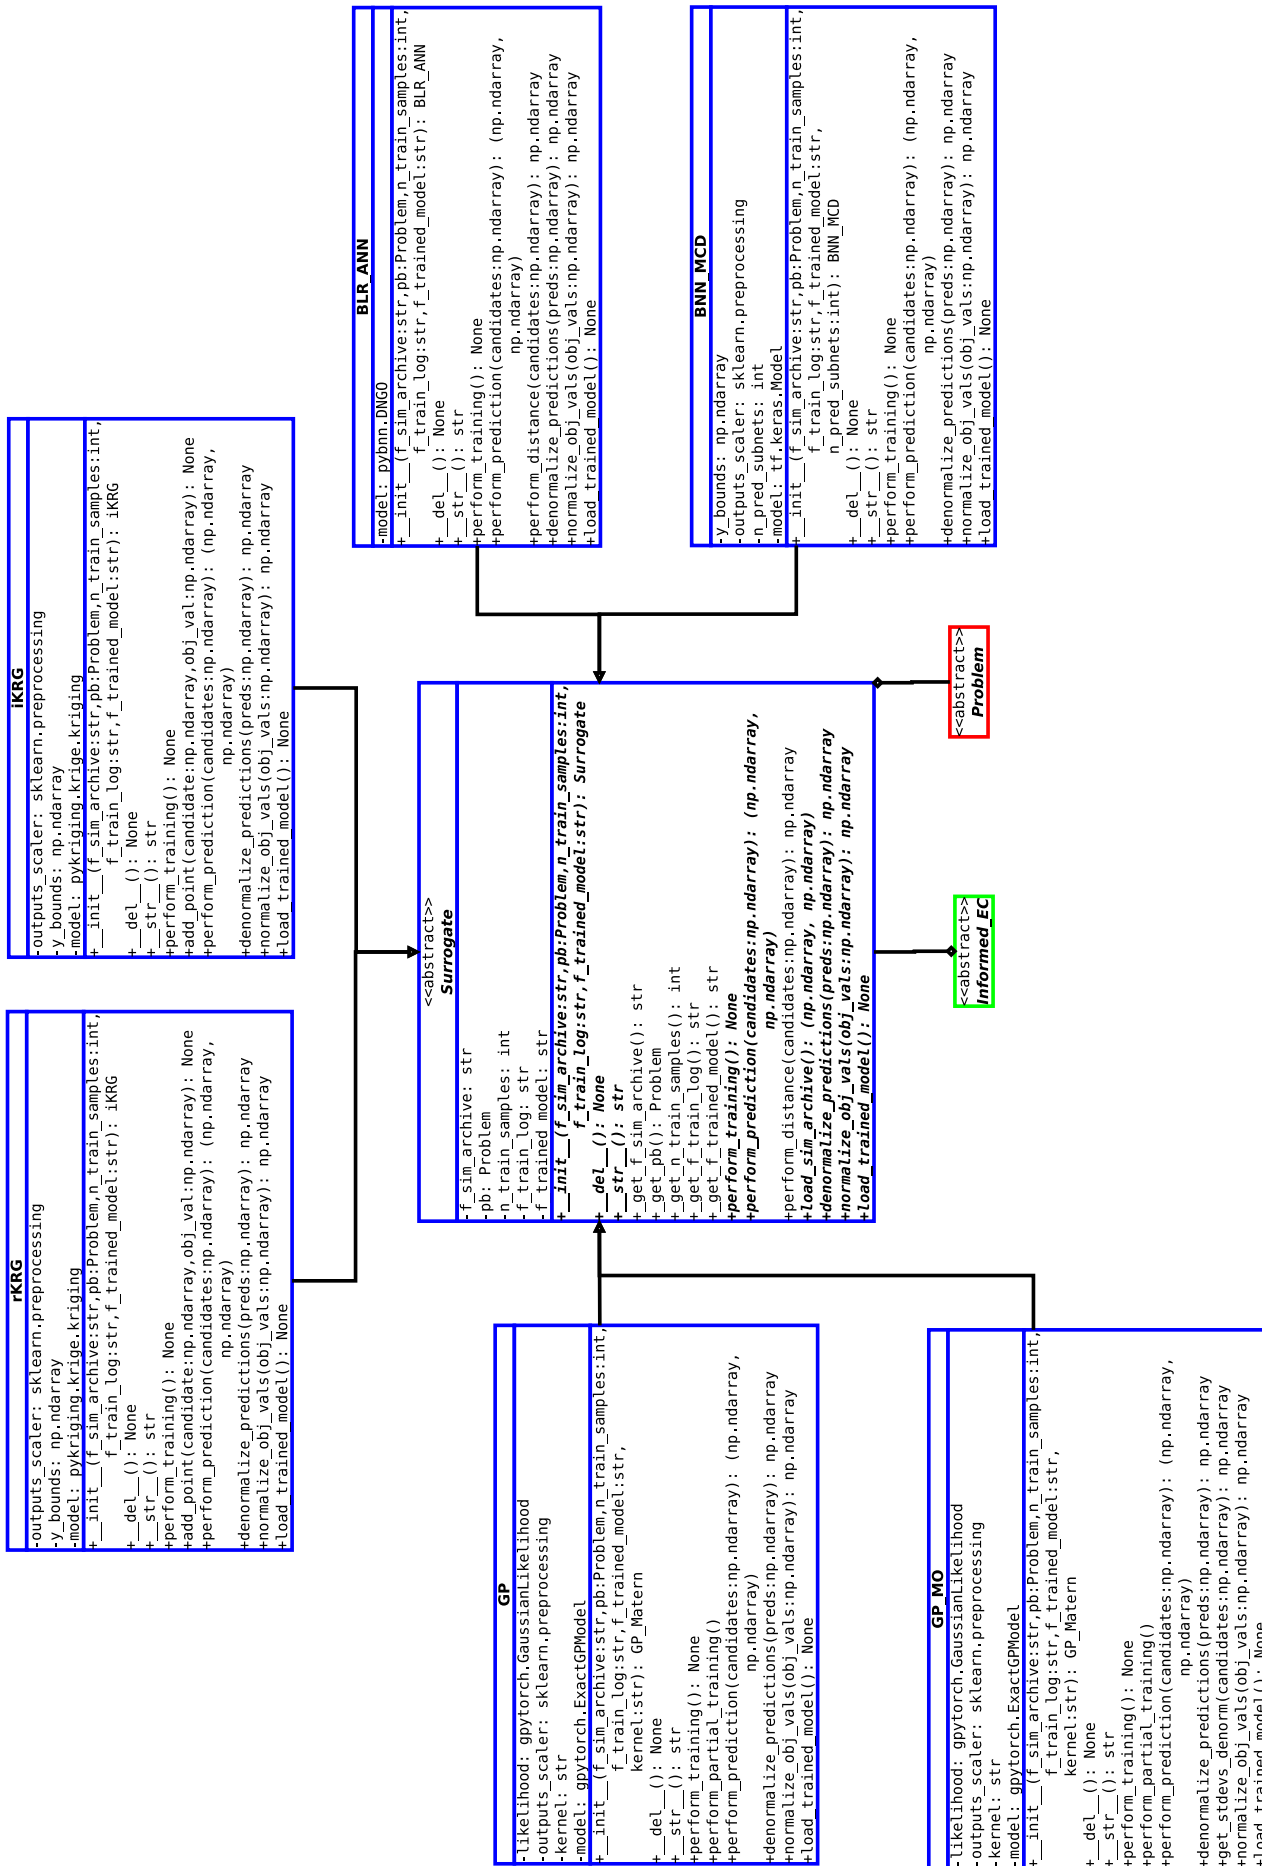 rKRG
-outputs_scaler: sklearn.preprocessing
-y_bounds: np.ndarray
-model: pykriging.krige.kriging
+__init__(f_sim_archive:str,pb:Problem,n_train_samples:int,
f_train_log:str,f_trained_model:str): iKRG
+__del__(): None
+__str__(): str
+perform_training(): None
+add_point(candidate:np.ndarray,obj_val:np.ndarray): None
+perform_prediction(candidates:np.ndarray): (np.ndarray,
np.ndarray)
+denormalize_predictions(preds:np.ndarray): np.ndarray
+normalize_obj_vals(obj_vals:np.ndarray): np.ndarray
+load_trained_model(): None
iKRG
-outputs_scaler: sklearn.preprocessing
-y_bounds: np.ndarray
-model: pykriging.krige.kriging
+__init__(f_sim_archive:str,pb:Problem,n_train_samples:int,
f_train_log:str,f_trained_model:str): iKRG
+__del__(): None
+__str__(): str
+perform_training(): None
+add_point(candidate:np.ndarray,obj_val:np.ndarray): None
+perform_prediction(candidates:np.ndarray): (np.ndarray,
np.ndarray)
+denormalize_predictions(preds:np.ndarray): np.ndarray
+normalize_obj_vals(obj_vals:np.ndarray): np.ndarray
+load_trained_model(): None
BLR_ANN
-model: pybnn.DNGO
+__init__(f_sim_archive:str,pb:Problem,n_train_samples:int,
f_train_log:str,f_trained_model:str): BLR_ANN
+__del__(): None
+__str__(): str
+perform_training(): None
+perform_prediction(candidates:np.ndarray): (np.ndarray,
np.ndarray)
+perform_distance(candidates:np.ndarray): np.ndarray
+denormalize_predictions(preds:np.ndarray): np.ndarray
+normalize_obj_vals(obj_vals:np.ndarray): np.ndarray
+load_trained_model(): None
<<abstract>>
Surrogate
-f_sim_archive: str
-pb: Problem
-n_train_samples: int
-f_train_log: str
-f_trained_model: str
+__init__(f_sim_archive:str,pb:Problem,n_train_samples:int,
f_train_log:str,f_trained_model:str): Surrogate
+__del__(): None
+__str__(): str
+_get_f_sim_archive(): str
+_get_pb(): Problem
+_get_n_train_samples(): int
+_get_f_train_log(): str
+_get_f_trained_model(): str
+perform_training(): None
+perform_prediction(candidates:np.ndarray): (np.ndarray,
np.ndarray)
+perform_distance(candidates:np.ndarray): np.ndarray
+load_sim_archive(): (np.ndarray, np.ndarray)
+denormalize_predictions(preds:np.ndarray): np.ndarray
+normalize_obj_vals(obj_vals:np.ndarray): np.ndarray
+load_trained_model(): None
GP
-likelihood: gpytorch.GaussianLikelihood
-outputs_scaler: sklearn.preprocessing
-kernel: str
-model: gpytorch.ExactGPModel
+__init__(f_sim_archive:str,pb:Problem,n_train_samples:int,
f_train_log:str,f_trained_model:str,
kernel:str): GP_Matern
+__del__(): None
+__str__(): str
+perform_training(): None
+perform_partial_training()
+perform_prediction(candidates:np.ndarray): (np.ndarray,
np.ndarray)
+denormalize_predictions(preds:np.ndarray): np.ndarray
+normalize_obj_vals(obj_vals:np.ndarray): np.ndarray
+load_trained_model(): None
BNN_MCD
-y_bounds: np.ndarray
-outputs_scaler: sklearn.preprocessing
-n_pred_subnets: int
-model: tf.keras.Model
+__init__(f_sim_archive:str,pb:Problem,n_train_samples:int,
f_train_log:str,f_trained_model:str,
n_pred_subnets:int): BNN_MCD
+__del__(): None
+__str__(): str
+perform_training(): None
+perform_prediction(candidates:np.ndarray): (np.ndarray,
np.ndarray)
+denormalize_predictions(preds:np.ndarray): np.ndarray
+normalize_obj_vals(obj_vals:np.ndarray): np.ndarray
+load_trained_model(): None
GP_MO
-likelihood: gpytorch.GaussianLikelihood
-outputs_scaler: sklearn.preprocessing
-kernel: str
-model: gpytorch.ExactGPModel
+__init__(f_sim_archive:str,pb:Problem,n_train_samples:int,
f_train_log:str,f_trained_model:str,
kernel:str): GP_Matern
+__del__(): None
+__str__(): str
+perform_training(): None
+perform_partial_training()
+perform_prediction(candidates:np.ndarray): (np.ndarray,
np.ndarray)
+denormalize_predictions(preds:np.ndarray): np.ndarray
+get_stdevs_denorm(candidates:np.ndarray): np.ndarray
+normalize_obj_vals(obj_vals:np.ndarray): np.ndarray
+load_trained_model(): None
<<abstract>>
Informed_EC
<<abstract>>
Problem